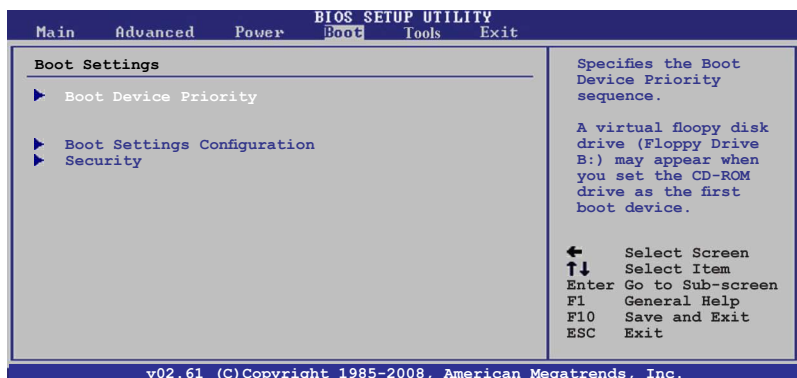 BIOS SETUP UTILITY
Main Advanced Power Boot Tools Exit
Boot Settings
Boot Device Priority
Boot Settings Configuration
Security
Specifies the Boot
Device Priority
sequence.
A virtual floopy disk
drive (Floppy Drive
B:) may appear when
you set the CD-ROM
drive as the first
boot device.
← Select Screen
↑↓ Select Item
Enter Go to Sub-screen
F1 General Help
F10 Save and Exit
ESC Exit
v02.61 (C)Copyright 1985-2008, American Megatrends, Inc.